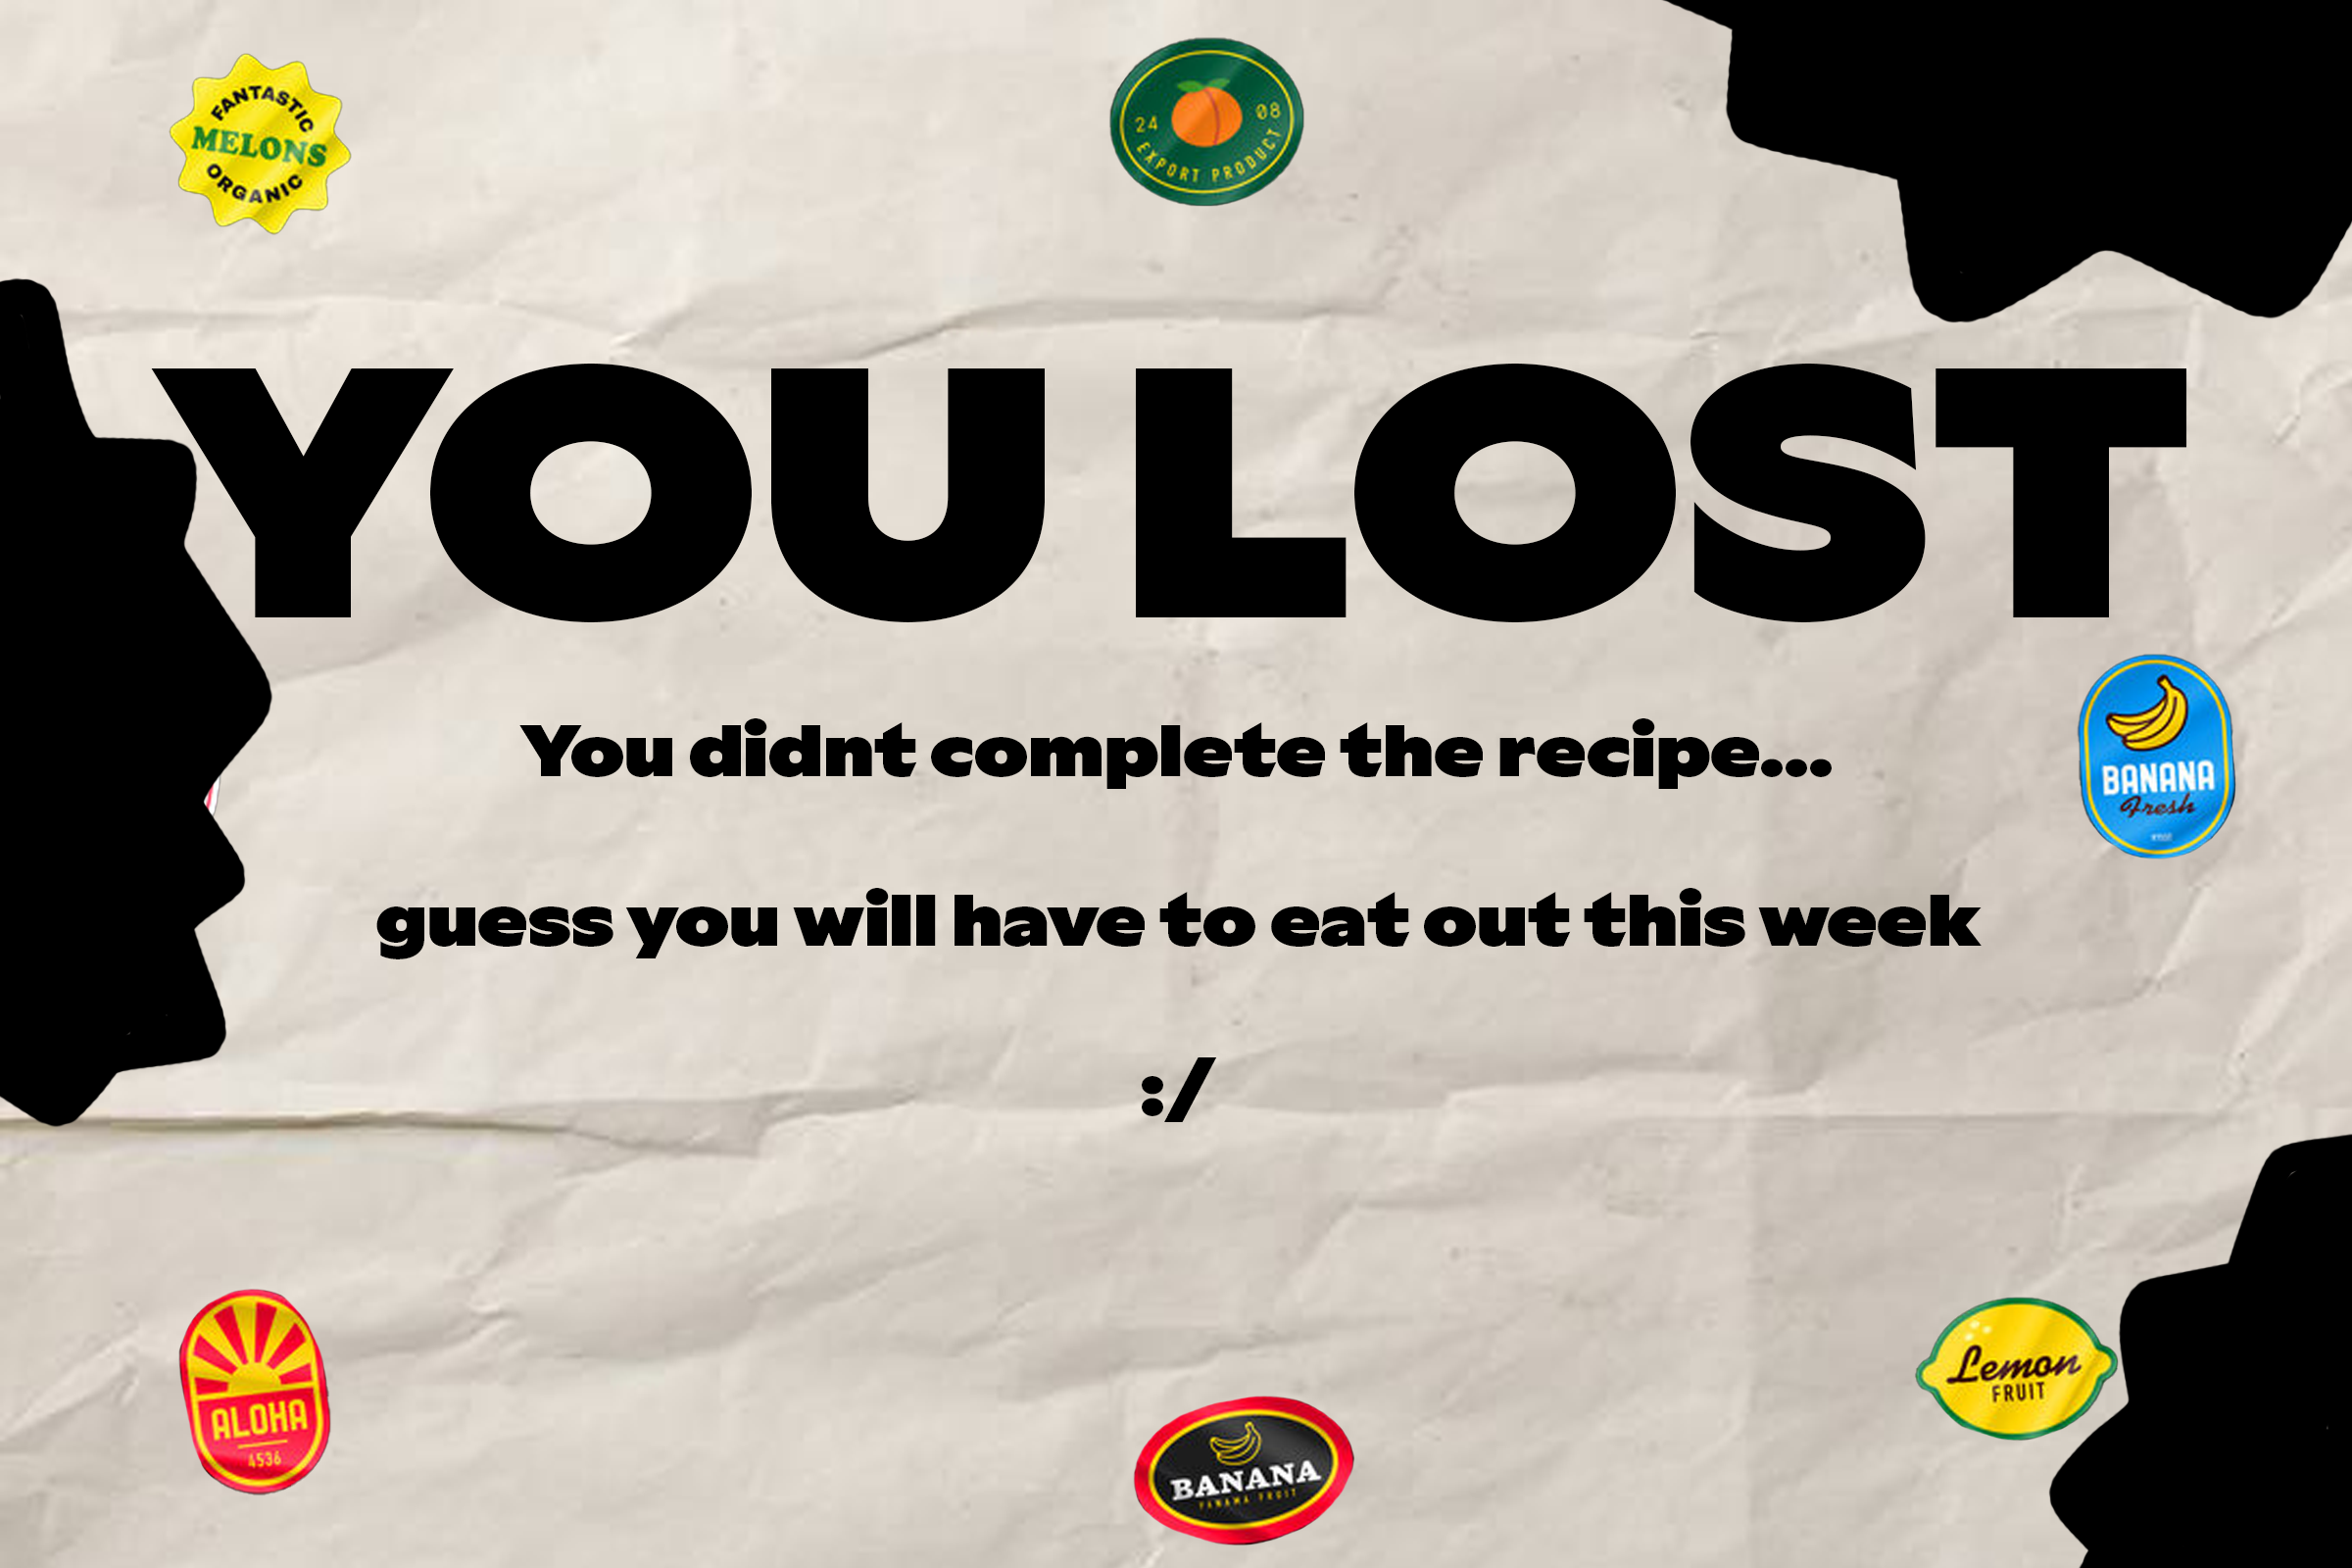 FANTASTIC
MELONS
ORGANIC
24 08
EXPORT PRODUCT
YOU LOST
You didnt complete the recipe...
BANANA
Fresh
guess you will have to eat out this week
:/
ALOHA
4536
Lemon
FRUIT
BANANA
PANAMA FRUIT